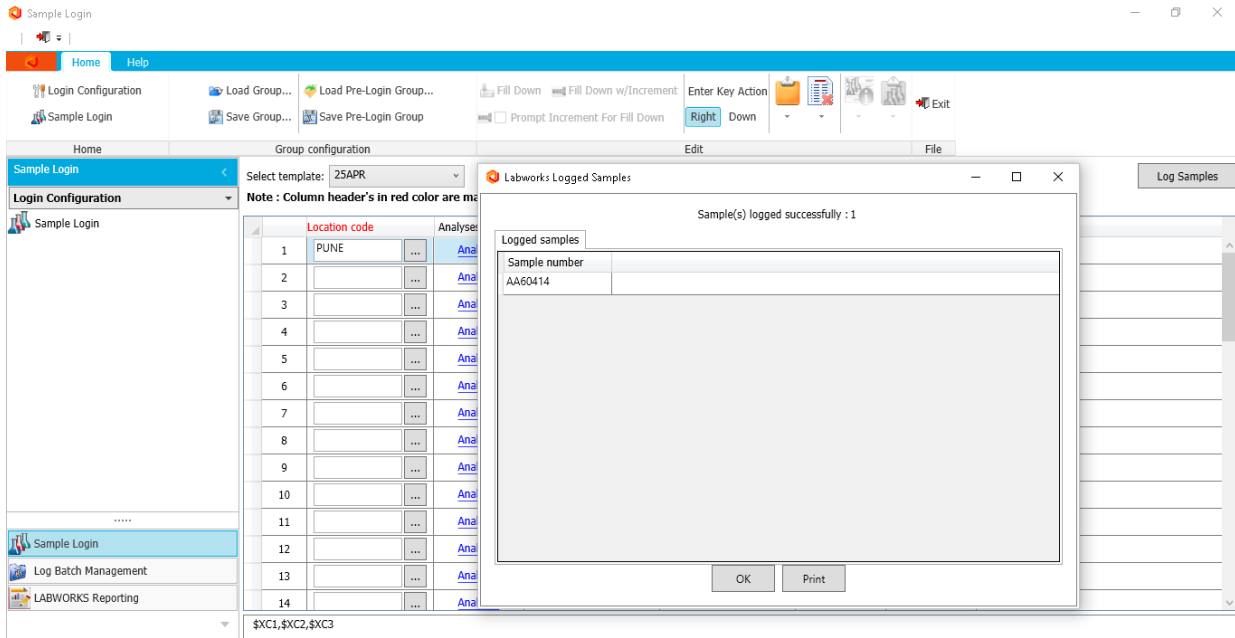 Sample Login
Home Help
Login Configuration
Sample Login
Home
Load Group...
Save Group...
Load Pre-Login Group...
Save Pre-Login Group
Group configuration
Fill Down Fill Down w/Increment
Prompt Increment For Fill Down
Enter Key Action
Right Down
Edit
Exit
File
Sample Login
Login Configuration
Sample Login
Select template: 25APR
Log Samples
Note : Column header's in red color are
Location code Analyses
1 PUNE ...
2 ...
3 ...
4 ...
5 ...
6 ...
7 ...
8 ...
9 ...
10 ...
11 ...
12 ...
13 ...
14 ...
Labworks Logged Samples
Sample(s) logged successfully : 1
Logged samples
Sample number
AA60414
OK Print
Sample Login
Log Batch Management
LABWORKS Reporting
$XC1,$XC2,$XC3